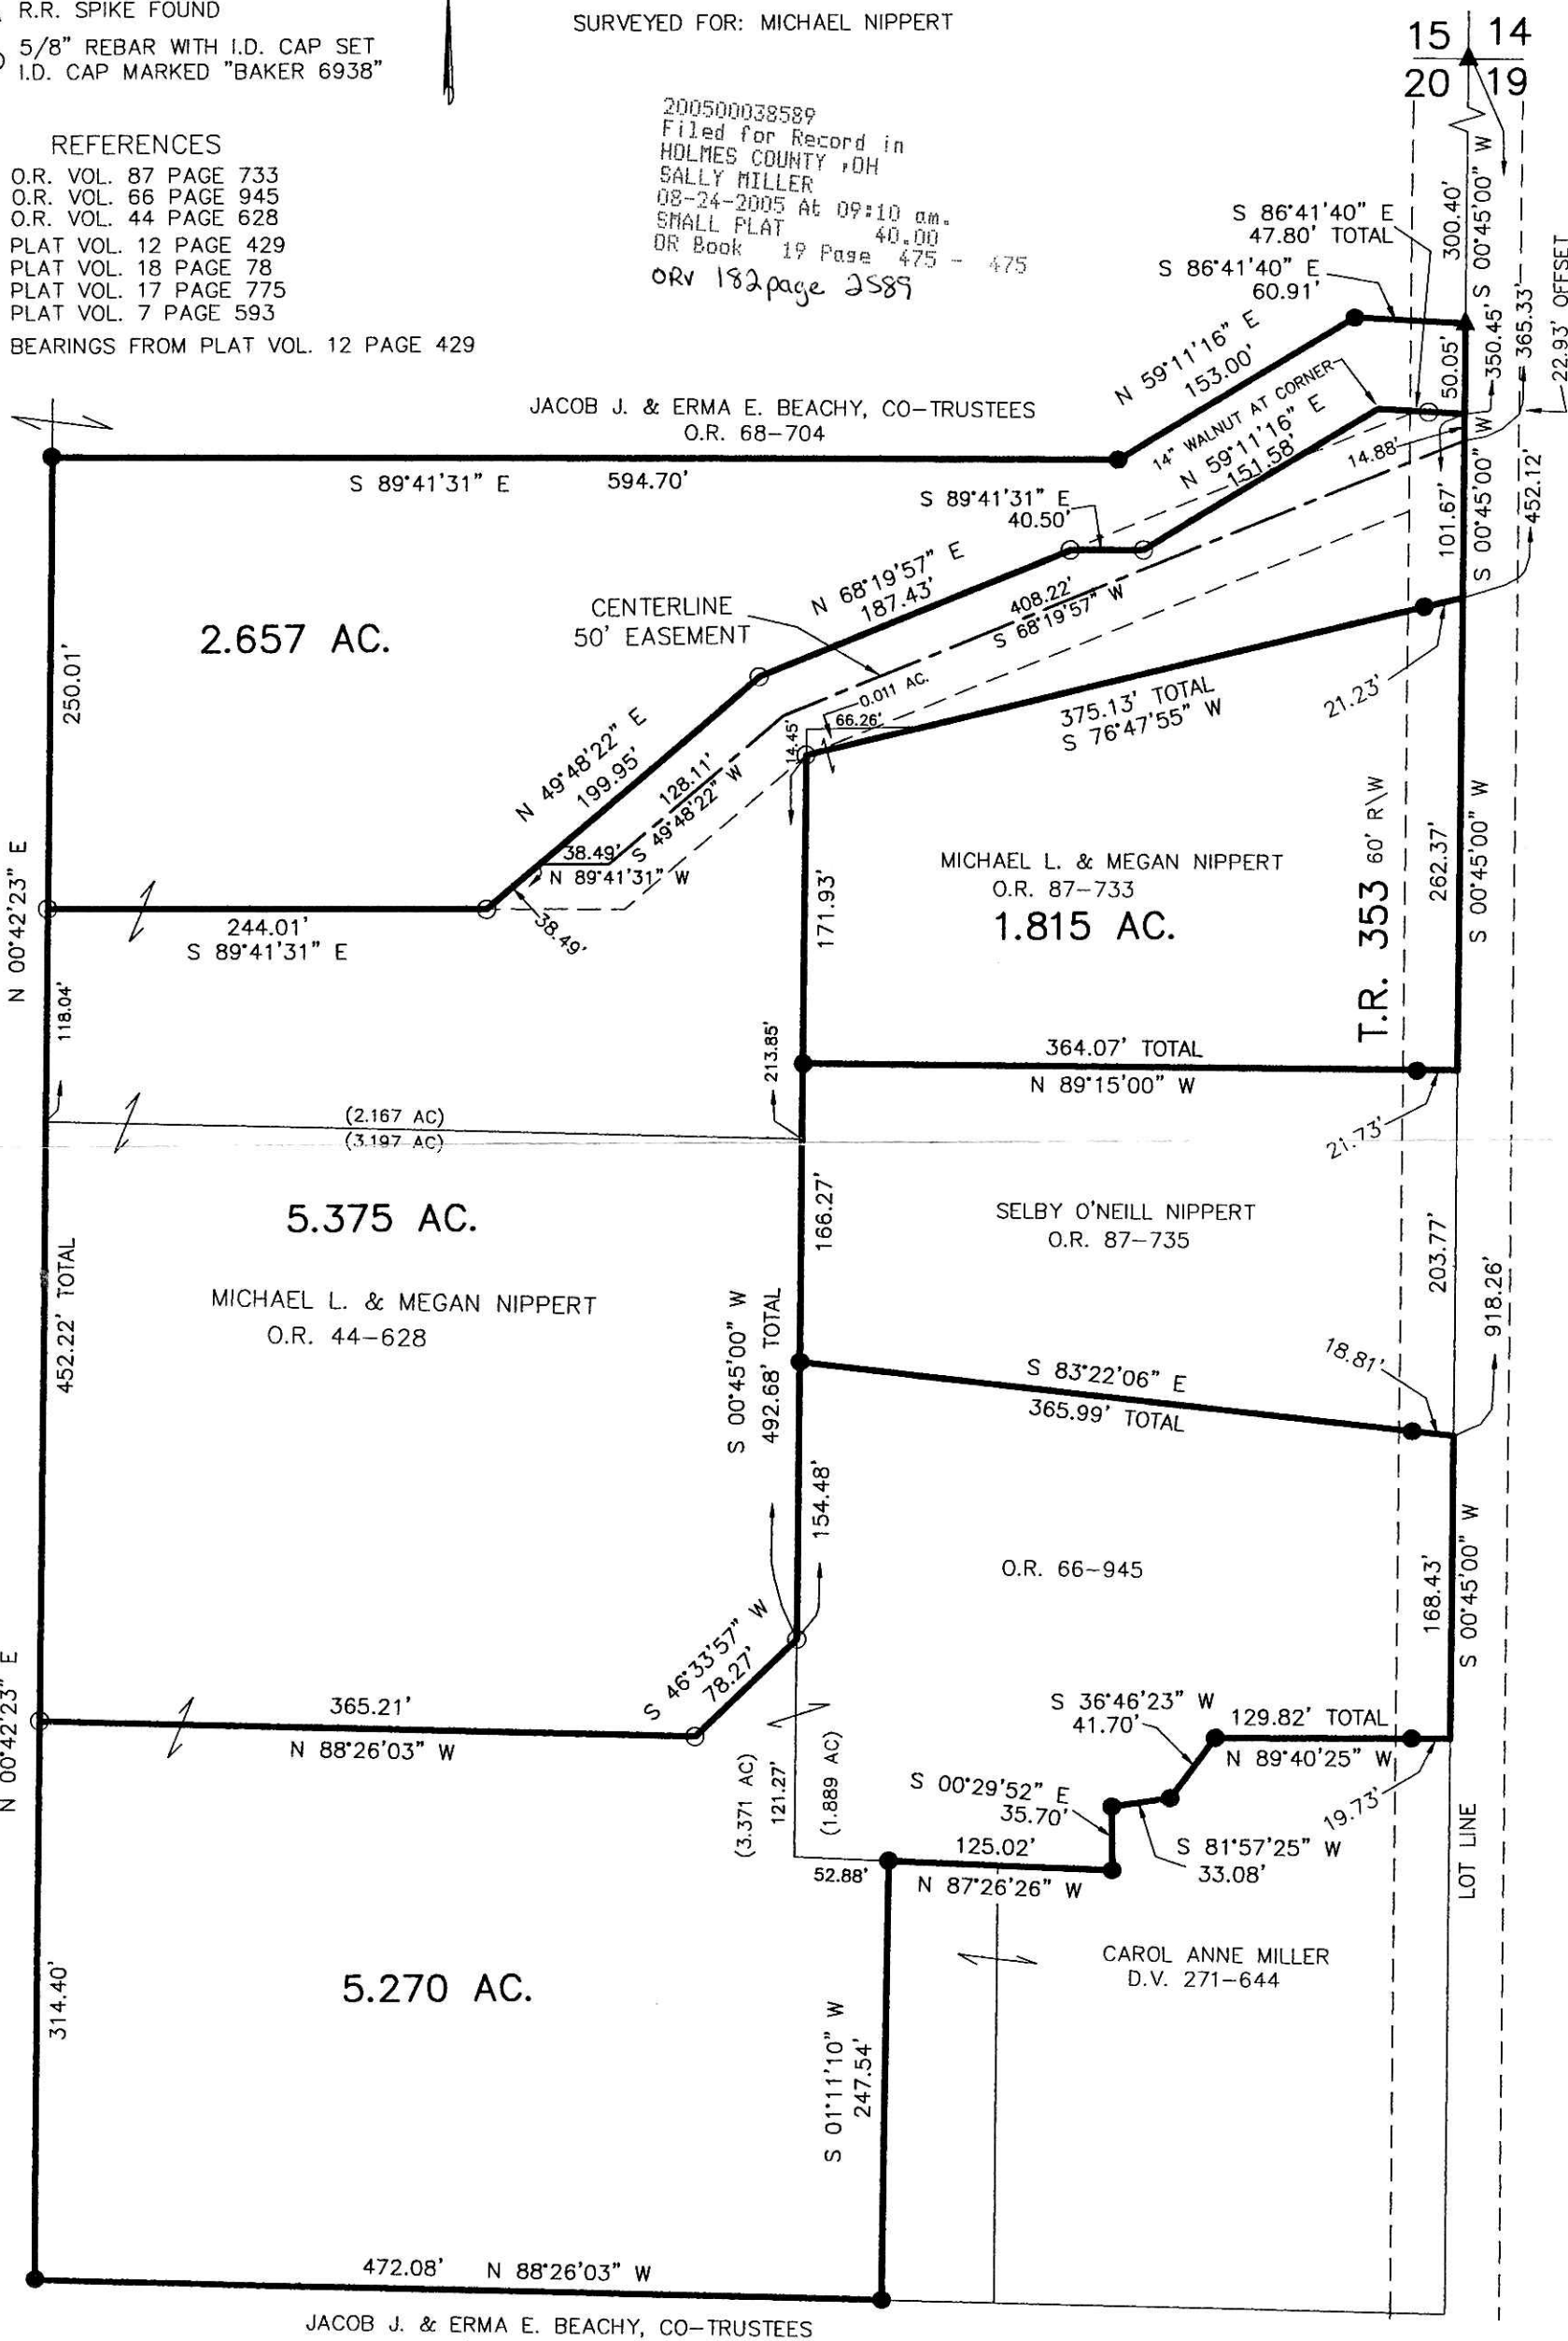 R.R. SPIKE FOUND
5/8" REBAR WITH I.D. CAP SET
I.D. CAP MARKED "BAKER 6938"
SURVEYED FOR: MICHAEL NIPPERT
15 14
20 19
REFERENCES
O.R. VOL. 87 PAGE 733
O.R. VOL. 66 PAGE 945
O.R. VOL. 44 PAGE 628
PLAT VOL. 12 PAGE 429
PLAT VOL. 18 PAGE 78
PLAT VOL. 17 PAGE 775
PLAT VOL. 7 PAGE 593
BEARINGS FROM PLAT VOL. 12 PAGE 429
200500038589
Filed for Record in
HOLMES COUNTY ,OH
SALLY MILLER
08-24-2005 At 09:10 am.
SMALL PLAT 40.00
OR Book 19 Page 475 - 475
ORV 182 page 2589
S 86°41'40" E
47.80' TOTAL
S 86°41'40" E
60.91'
300.40'
S 00°45'00" W
350.45'
365.33'
22.93' OFFSET
50.05'
N 59°11'16" E
153.00'
14" WALNUT AT CORNER
N 59°11'16" E
151.58'
14.88'
JACOB J. & ERMA E. BEACHY, CO-TRUSTEES
O.R. 68-704
S 89°41'31" E 594.70'
S 89°41'31" E
40.50'
101.67'
S 00°45'00" W
452.12'
N 68°19'57" E
187.43'
CENTERLINE
50' EASEMENT
408.22'
S 68°19'57" W
2.657 AC.
250.01'
0.011 AC.
66.26'
14.45'
375.13' TOTAL
S 76°47'55" W
21.23'
N 49°48'22" E
199.95'
128.11'
S 49°48'22" W
38.49'
N 89°41'31" W
38.49'
N 00°42'23" E
244.01'
S 89°41'31" E
MICHAEL L. & MEGAN NIPPERT
O.R. 87-733
1.815 AC.
171.93'
T.R. 353 60' R\W
262.37'
S 00°45'00" W
118.04'
213.85'
364.07' TOTAL
N 89°15'00" W
21.73'
(2.167 AC)
(3.197 AC)
5.375 AC.
MICHAEL L. & MEGAN NIPPERT
O.R. 44-628
452.22' TOTAL
166.27'
SELBY O'NEILL NIPPERT
O.R. 87-735
203.77'
918.26'
S 00°45'00" W
492.68' TOTAL
S 83°22'06" E
365.99' TOTAL
18.81'
154.48'
O.R. 66-945
168.43'
S 00°45'00" W
N 00°42'23" E
365.21'
N 88°26'03" W
S 46°33'57" W
78.27'
S 36°46'23" W
41.70'
129.82' TOTAL
N 89°40'25" W
19.73'
(3.371 AC)
121.27'
(1.889 AC)
S 00°29'52" E
35.70'
S 81°57'25" W
33.08'
LOT LINE
52.88'
125.02'
N 87°26'26" W
CAROL ANNE MILLER
D.V. 271-644
5.270 AC.
314.40'
S 01°11'10" W
247.54'
472.08' N 88°26'03" W
JACOB J. & ERMA E. BEACHY, CO-TRUSTEES